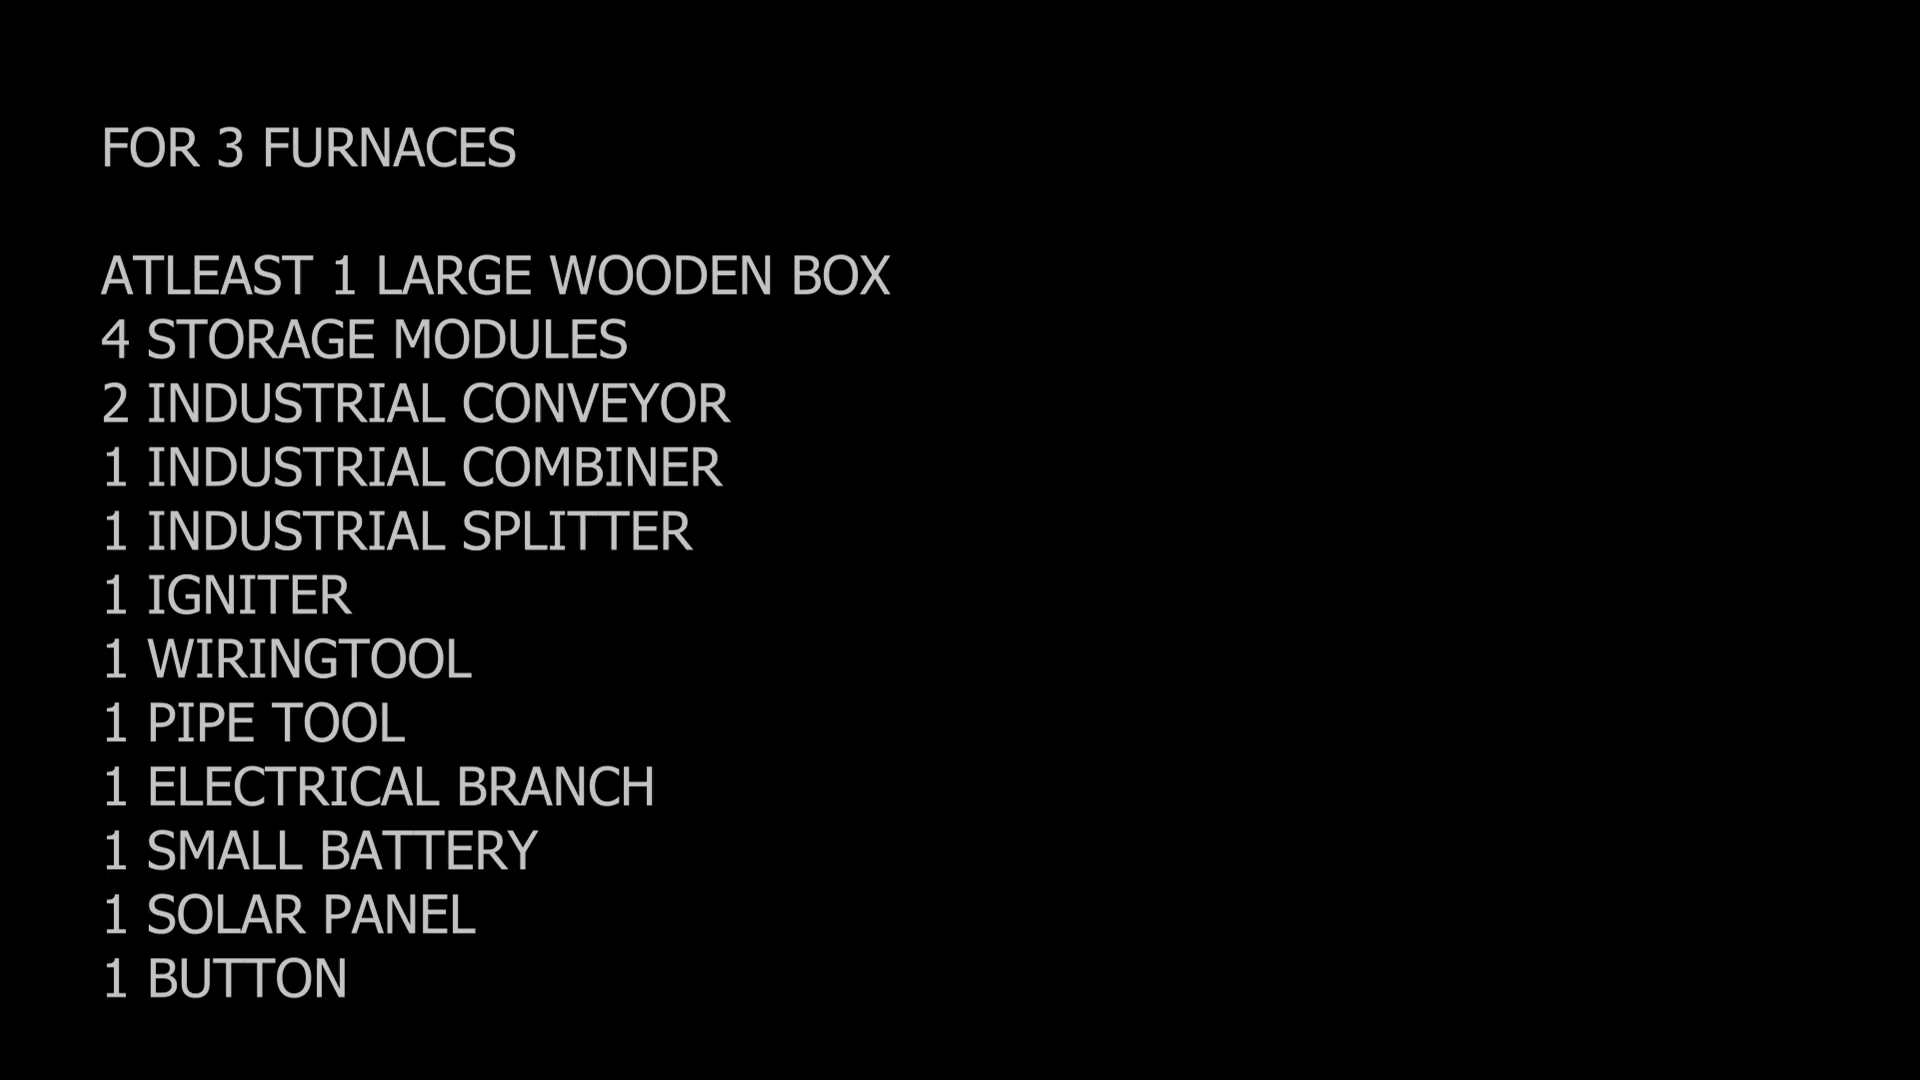 FOR 3 FURNACES
ATLEAST 1 LARGE WOODEN BOX
4 STORAGE MODULES
2 INDUSTRIAL CONVEYOR
1 INDUSTRIAL COMBINER
1 INDUSTRIAL SPLITTER
1 IGNITER
1 WIRINGTOOL
1 PIPE TOOL
1 ELECTRICAL BRANCH
1 SMALL BATTERY
1 SOLAR PANEL
1 BUTTON